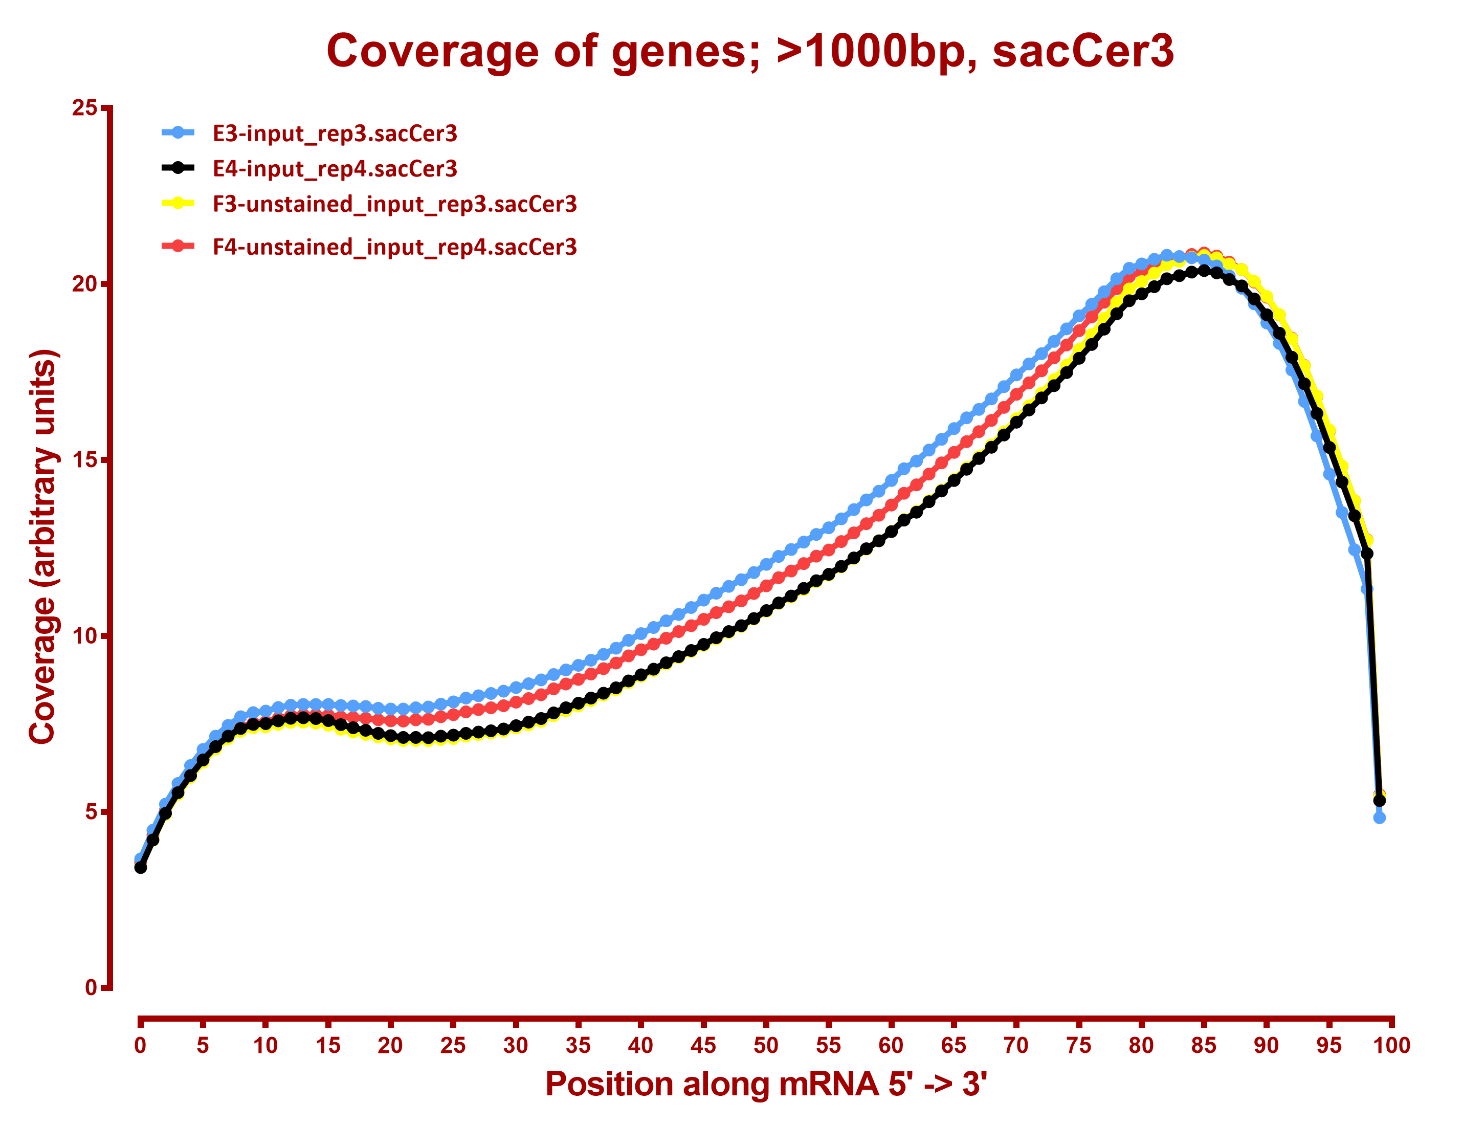 Coverage of genes; >1000bp, sacCer3
25
E3-input_rep3.sacCer3
E4-input_rep4.sacCer3
F3-unstained_input_rep3.sacCer3
F4-unstained_input_rep4.sacCer3
20
15
10
5
0
Coverage (arbitrary units)
0 5 10 15 20 25 30 35 40 45 50 55 60 65 70 75 80 85 90 95 100
Position along mRNA 5' -> 3'